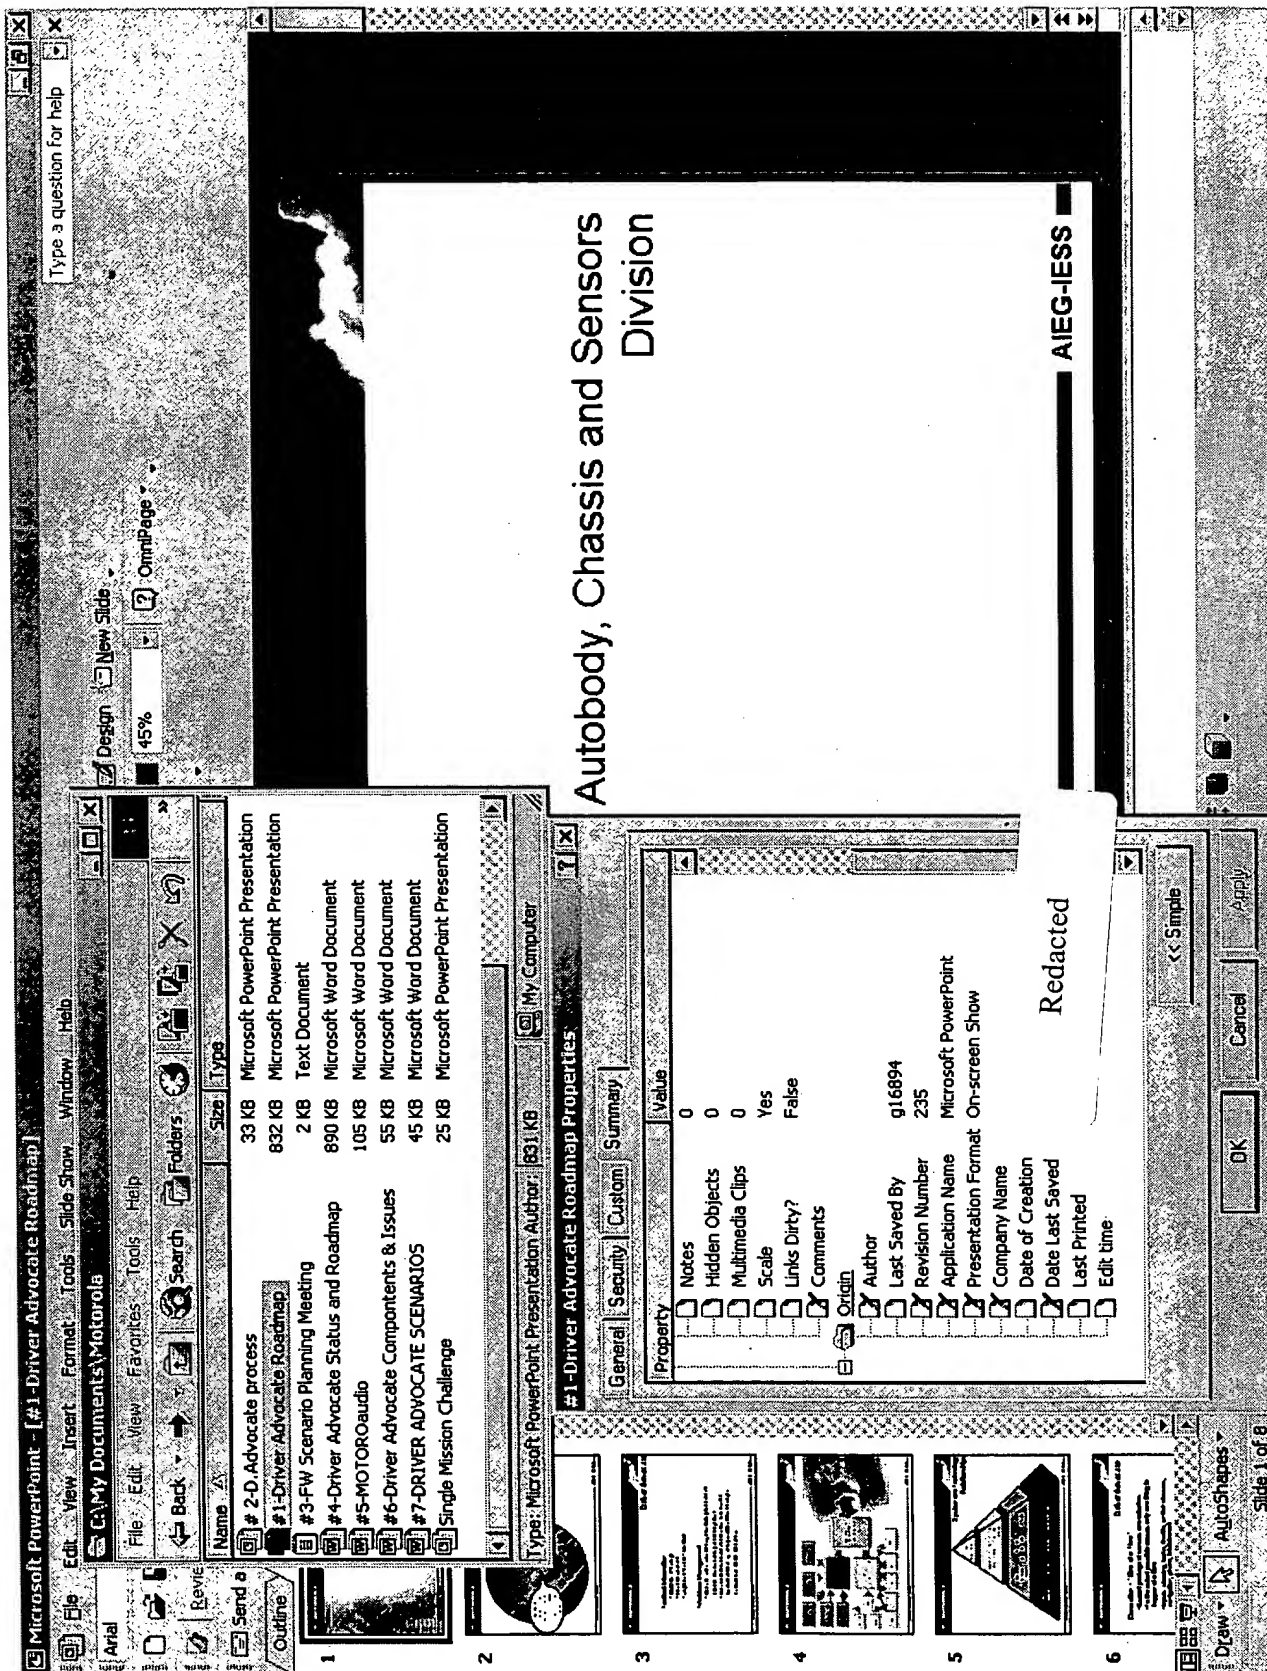 Microsoft PowerPoint - [#1-Driver Advocate Roadmap]
File Edit View Insert Format Tools Slide Show Window Help
Type a question for help
Arial
Design New Slide
45%
OmniPage
Send a
Outline
C:\My Documents\Motorola
File Edit View Favorites Tools Help
Back Search Folders
Name Size Type
# 2-D.Advocate process 33 KB Microsoft PowerPoint Presentation
#1-Driver Advocate Roadmap 832 KB Microsoft PowerPoint Presentation
#3-FW Scenario Planning Meeting 2 KB Text Document
#4-Driver Advocate Status and Roadmap 890 KB Microsoft Word Document
#5-MOTOROaudio 105 KB Microsoft Word Document
#6-Driver Advocate Compontents & Issues 55 KB Microsoft Word Document
#7-DRIVER ADVOCATE SCENARIOS 45 KB Microsoft Word Document
Single Mission Challenge 25 KB Microsoft PowerPoint Presentation
Type: Microsoft PowerPoint Presentation Author: 831 KB My Computer
#1-Driver Advocate Roadmap Properties
General Security Custom Summary
Property Value
Notes 0
Hidden Objects 0
Multimedia Clips 0
Scale Yes
Links Dirty? False
Comments
Origin
Author
Last Saved By g16894
Revision Number 235
Application Name Microsoft PowerPoint
Presentation Format On-screen Show
Company Name
Date of Creation
Date Last Saved
Last Printed
Edit time
Redacted
<< Simple
OK Cancel Apply
1
2
3
4
5
6
Autobody, Chassis and Sensors
Division
AIEG-IESS
Draw AutoShapes
Slide 1 of 8